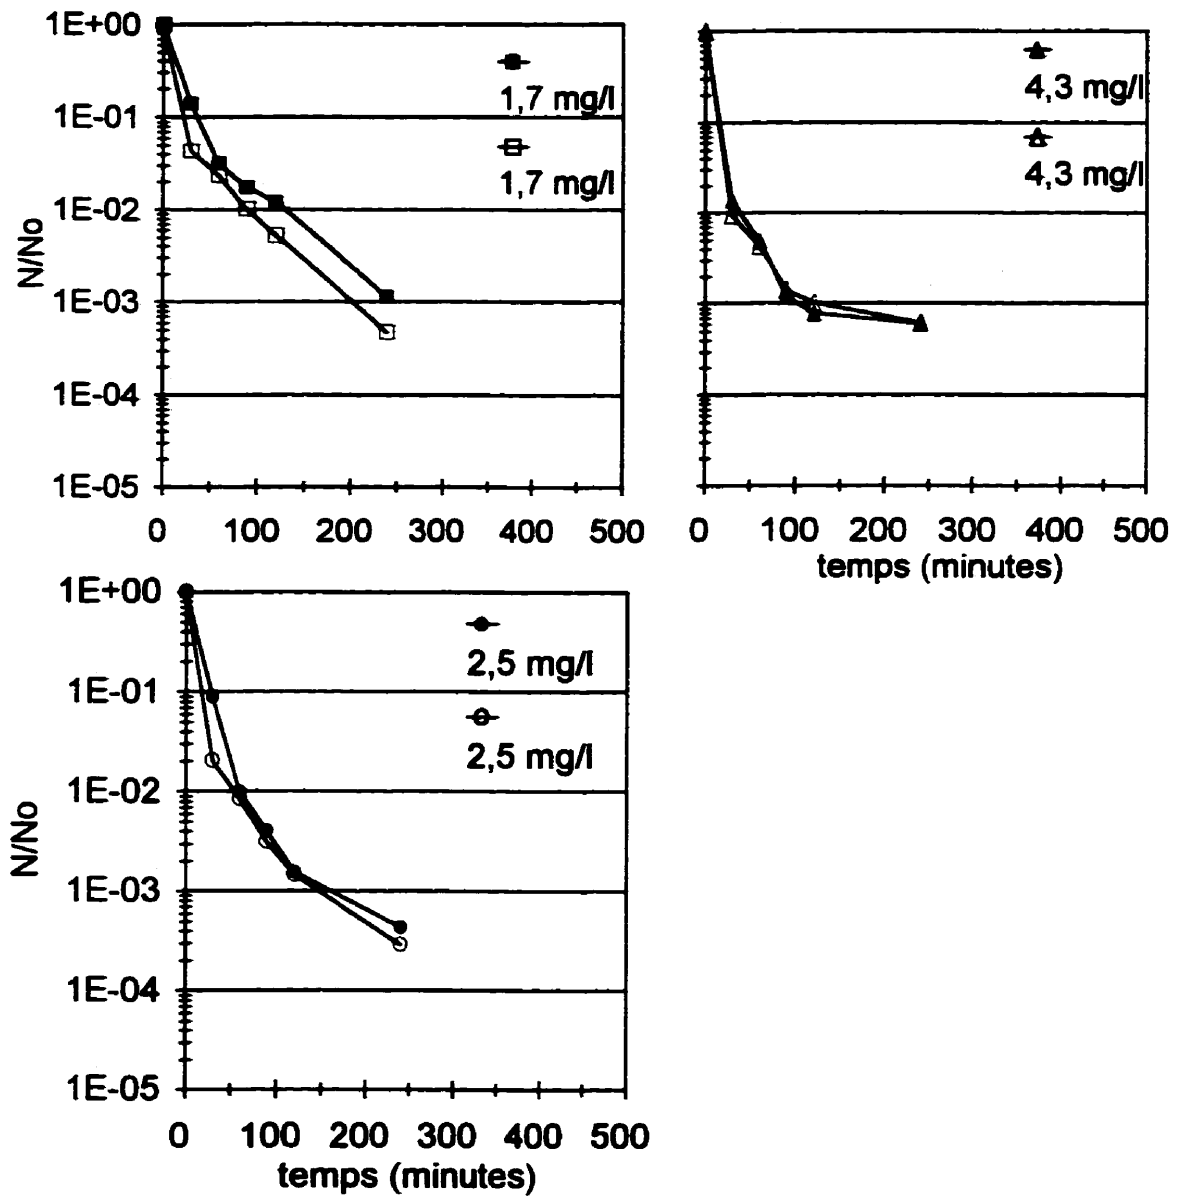 1E+00
1E-01
1E-02
1E-03
1E-04
1E-05
N/No
0 100 200 300 400 500
1,7 mg/l
1,7 mg/l
4,3 mg/l
4,3 mg/l
0 100 200 300 400 500
temps (minutes)
1E+00
1E-01
1E-02
1E-03
1E-04
1E-05
N/No
2,5 mg/l
2,5 mg/l
0 100 200 300 400 500
temps (minutes)